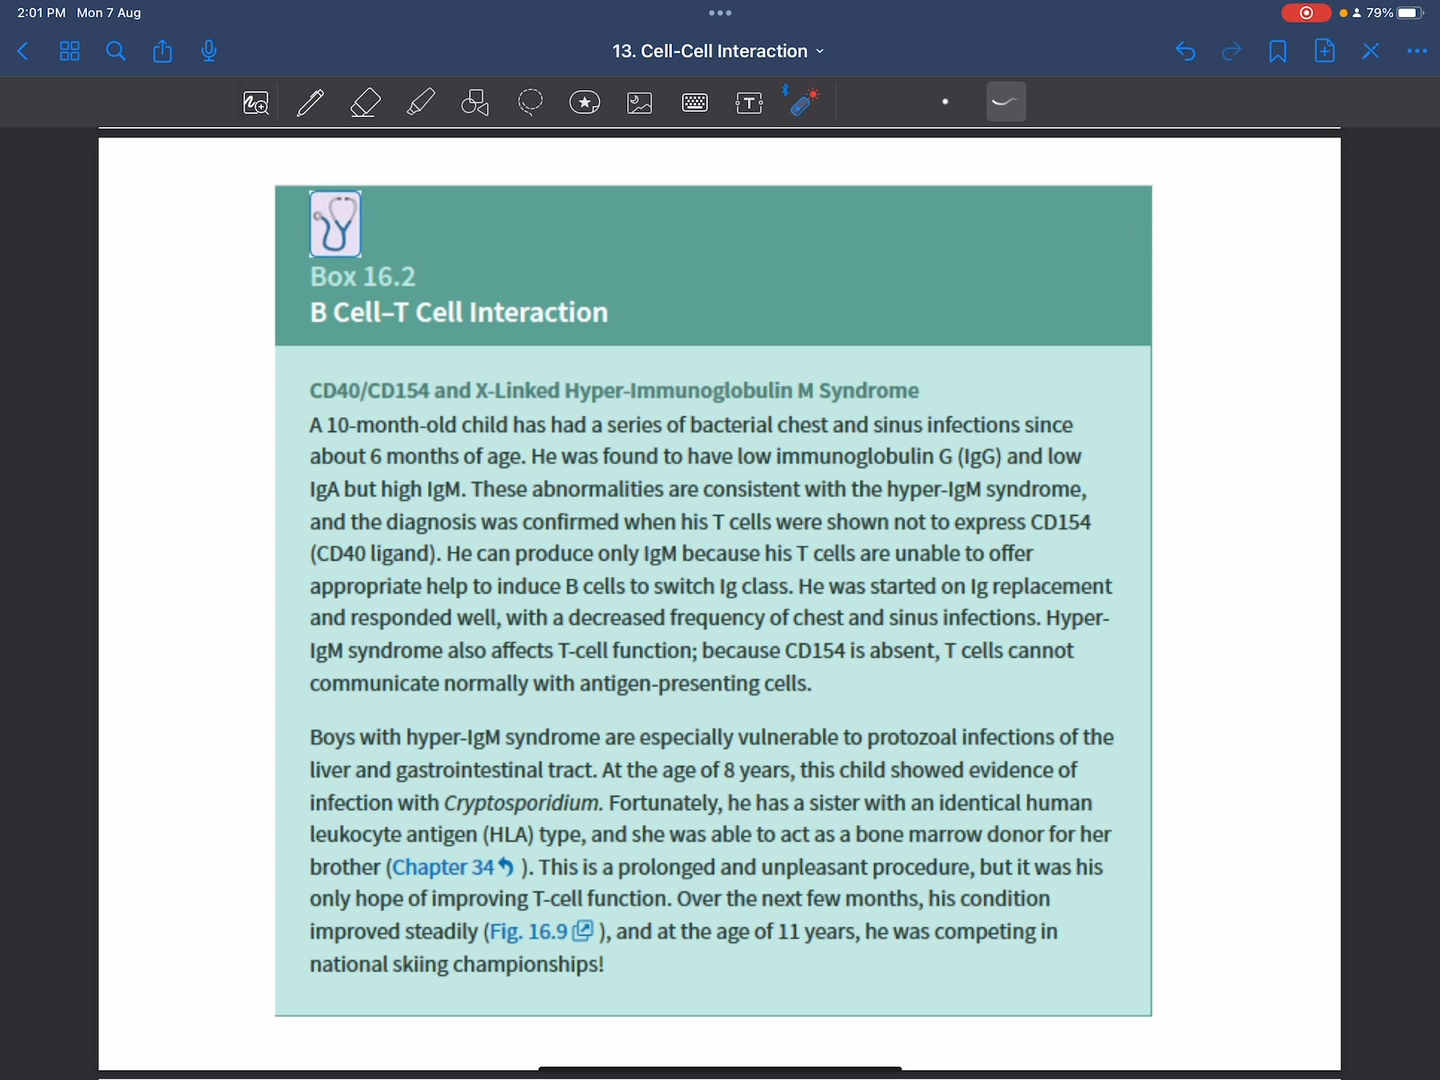 2:01 PM Mon 7 Aug
79%
13. Cell-Cell Interaction
T
Box 16.2
B Cell–T Cell Interaction
CD40/CD154 and X-Linked Hyper-Immunoglobulin M Syndrome
A 10-month-old child has had a series of bacterial chest and sinus infections since
about 6 months of age. He was found to have low immunoglobulin G (IgG) and low
IgA but high IgM. These abnormalities are consistent with the hyper-IgM syndrome,
and the diagnosis was confirmed when his T cells were shown not to express CD154
(CD40 ligand). He can produce only IgM because his T cells are unable to offer
appropriate help to induce B cells to switch Ig class. He was started on Ig replacement
and responded well, with a decreased frequency of chest and sinus infections. Hyper-
IgM syndrome also affects T-cell function; because CD154 is absent, T cells cannot
communicate normally with antigen-presenting cells.
Boys with hyper-IgM syndrome are especially vulnerable to protozoal infections of the
liver and gastrointestinal tract. At the age of 8 years, this child showed evidence of
infection with Cryptosporidium. Fortunately, he has a sister with an identical human
leukocyte antigen (HLA) type, and she was able to act as a bone marrow donor for her
brother (Chapter 34 ). This is a prolonged and unpleasant procedure, but it was his
only hope of improving T-cell function. Over the next few months, his condition
improved steadily (Fig. 16.9 ), and at the age of 11 years, he was competing in
national skiing championships!